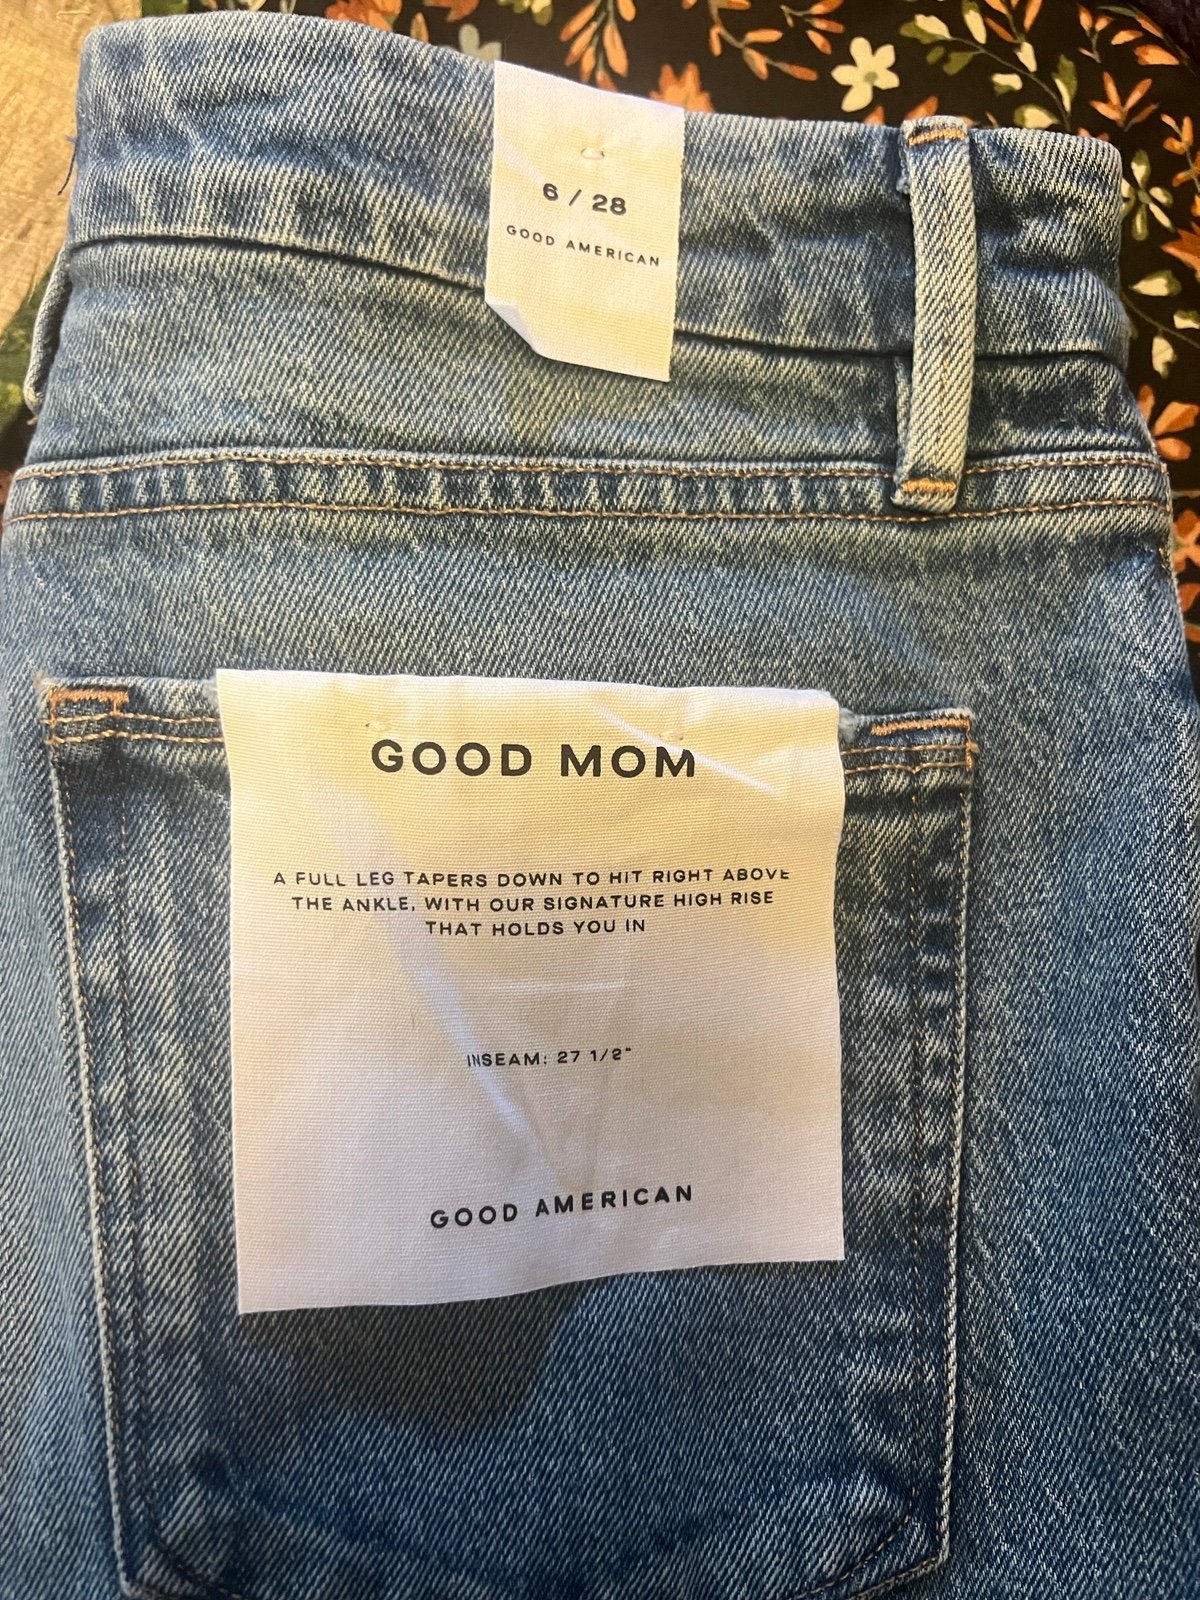 6 / 28
GOOD AMERICAN
GOOD MOM
A FULL LEG TAPERS DOWN TO HIT RIGHT ABOVE
THE ANKLE, WITH OUR SIGNATURE HIGH RISE
THAT HOLDS YOU IN
INSEAM: 27 1/2"
GOOD AMERICAN